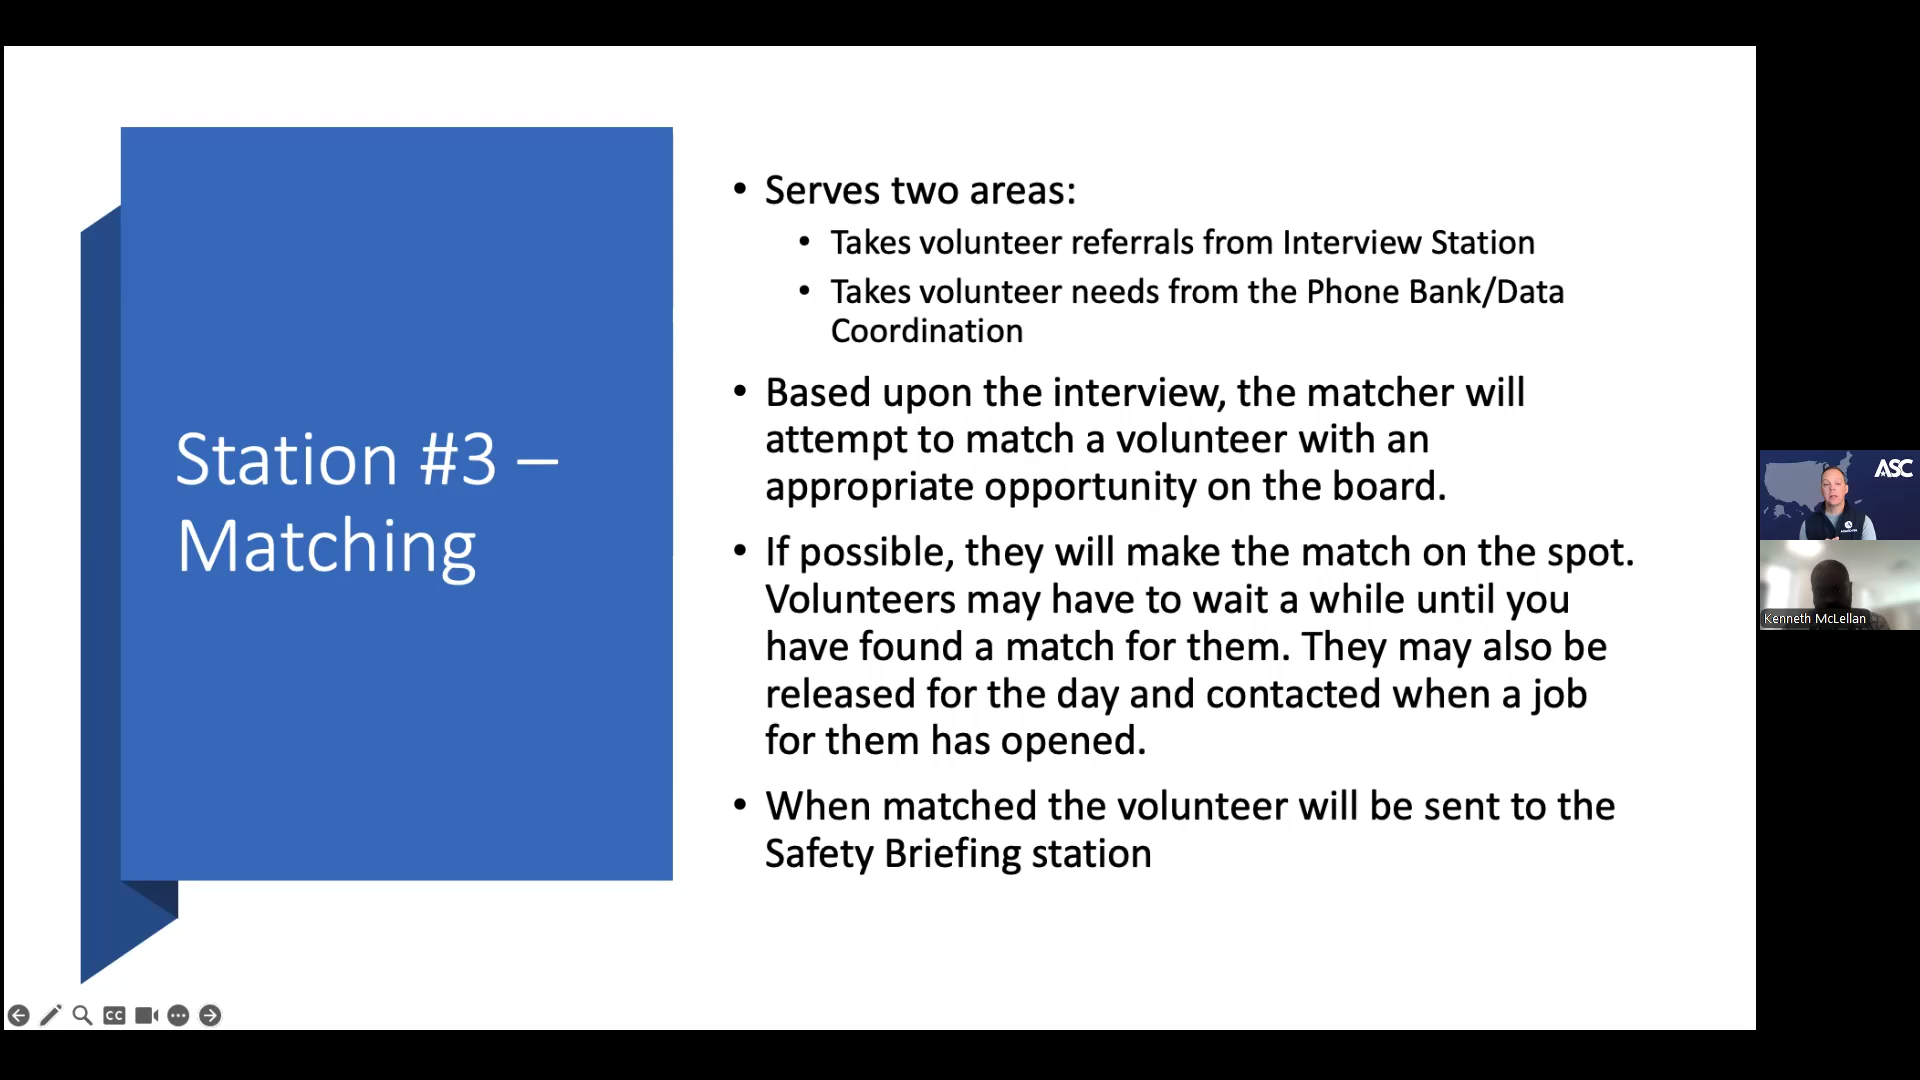 Station #3 –
Matching
• Serves two areas:
• Takes volunteer referrals from Interview Station
• Takes volunteer needs from the Phone Bank/Data
Coordination
• Based upon the interview, the matcher will
attempt to match a volunteer with an
appropriate opportunity on the board.
• If possible, they will make the match on the spot.
Volunteers may have to wait a while until you
have found a match for them. They may also be
released for the day and contacted when a job
for them has opened.
• When matched the volunteer will be sent to the
Safety Briefing station
ASC
Kenneth McLellan
CC